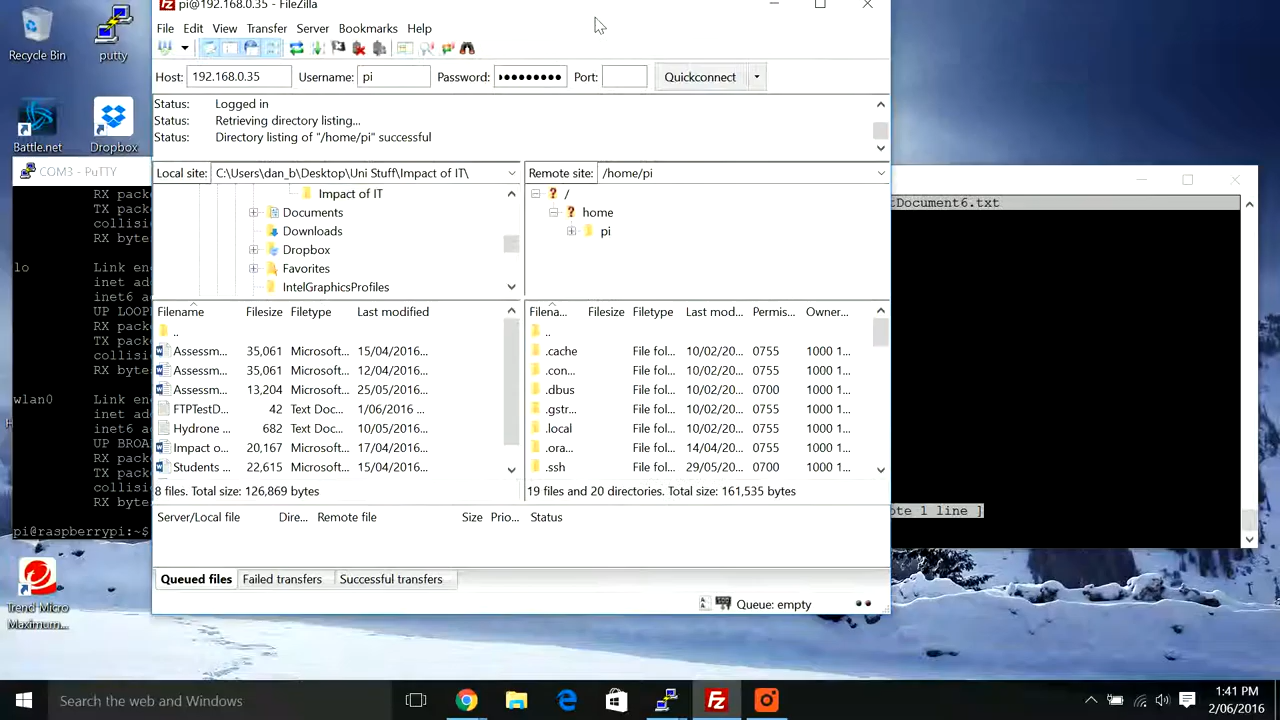 Recycle Bin
putty
Battle.net
Dropbox
Trend Micro
Maximum...
pi@192.168.0.35 - FileZilla
File Edit View Transfer Server Bookmarks Help
Host: 192.168.0.35 Username: pi Password: ●●●●●●●●● Port: Quickconnect
Status: Logged in
Status: Retrieving directory listing...
Status: Directory listing of "/home/pi" successful
Local site: C:\Users\dan_b\Desktop\Uni Stuff\Impact of IT\
Impact of IT
Documents
Downloads
Dropbox
Favorites
IntelGraphicsProfiles
Remote site: /home/pi
/
home
pi
Filename Filesize Filetype Last modified
..
Assessm... 35,061 Microsoft... 15/04/2016...
Assessm... 35,061 Microsoft... 12/04/2016...
Assessm... 13,204 Microsoft... 25/05/2016...
FTPTestD... 42 Text Doc... 1/06/2016 ...
Hydrone ... 682 Text Doc... 10/05/2016...
Impact o... 20,167 Microsoft... 17/04/2016...
Students ... 22,615 Microsoft... 15/04/2016...
8 files. Total size: 126,869 bytes
Filena... Filesize Filetype Last mod... Permis... Owner...
..
.cache File fol... 10/02/20... 0755 1000 1...
.con... File fol... 10/02/20... 0755 1000 1...
.dbus File fol... 10/02/20... 0700 1000 1...
.gstr... File fol... 10/02/20... 0755 1000 1...
.local File fol... 10/02/20... 0755 1000 1...
.ora... File fol... 14/04/20... 0755 1000 1...
.ssh File fol... 29/05/20... 0700 1000 1...
19 files and 20 directories. Total size: 161,535 bytes
Server/Local file Dire... Remote file Size Prio... Status
Queued files Failed transfers Successful transfers
Queue: empty
COM3 - PuTTY
RX pack
TX pack
collisi
RX byte
lo Link en
inet ad
inet6 a
UP LOOP
RX pack
TX pack
collisi
RX byte
wlan0 Link en
inet ad
inet6 a
UP BROA
RX pack
TX pack
collisi
RX byte
pi@raspberrypi:~$
tDocument6.txt
ote 1 line ]
Search the web and Windows
1:41 PM
2/06/2016